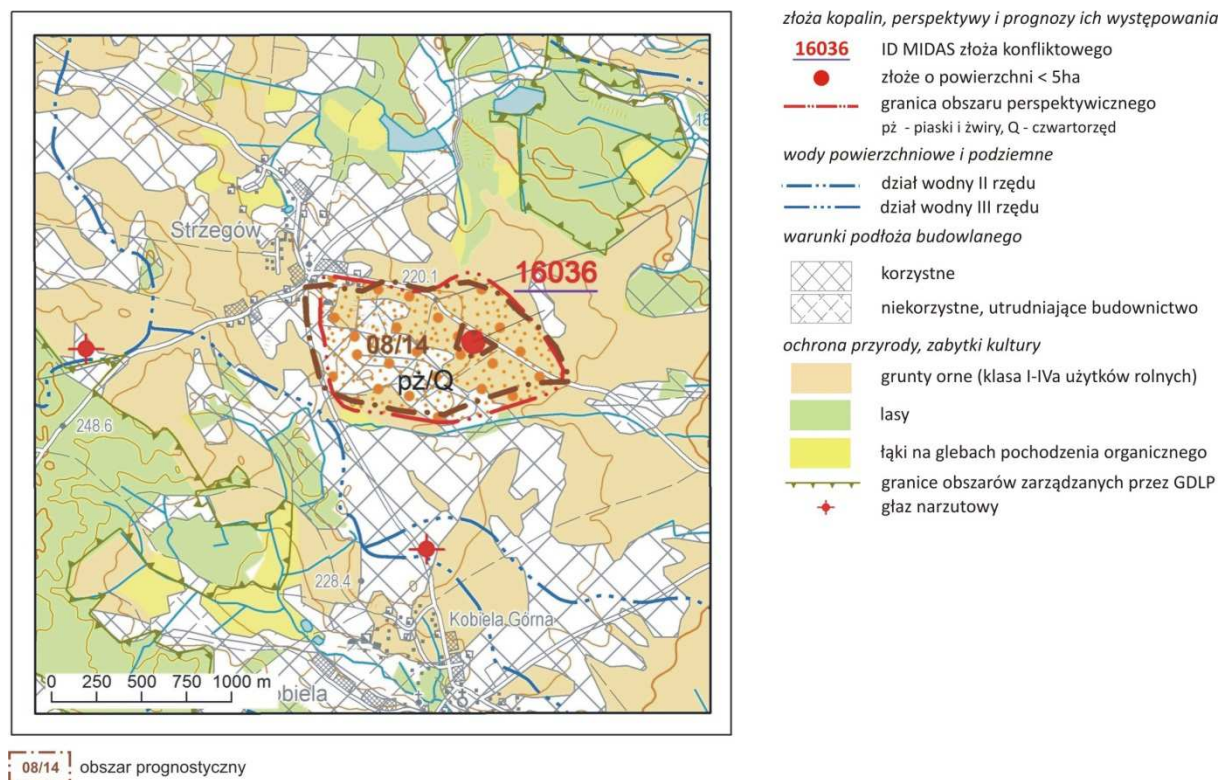 Strzegów
220.1
16036
08/14
pż/Q
248.6
228.4
Kobiela Górna
0 250 500 750 1000 m
obiela
18
08/14 obszar prognostyczny
złoża kopalin, perspektywy i prognozy ich występowania
16036 ID MIDAS złoża konfliktowego
złoże o powierzchni < 5ha
granica obszaru perspektywicznego
pż - piaski i żwiry, Q - czwartorzęd
wody powierzchniowe i podziemne
dział wodny II rzędu
dział wodny III rzędu
warunki podłoża budowlanego
korzystne
niekorzystne, utrudniające budownictwo
ochrona przyrody, zabytki kultury
grunty orne (klasa I-IVa użytków rolnych)
lasy
łąki na glebach pochodzenia organicznego
granice obszarów zarządzanych przez GDLP
głaz narzutowy